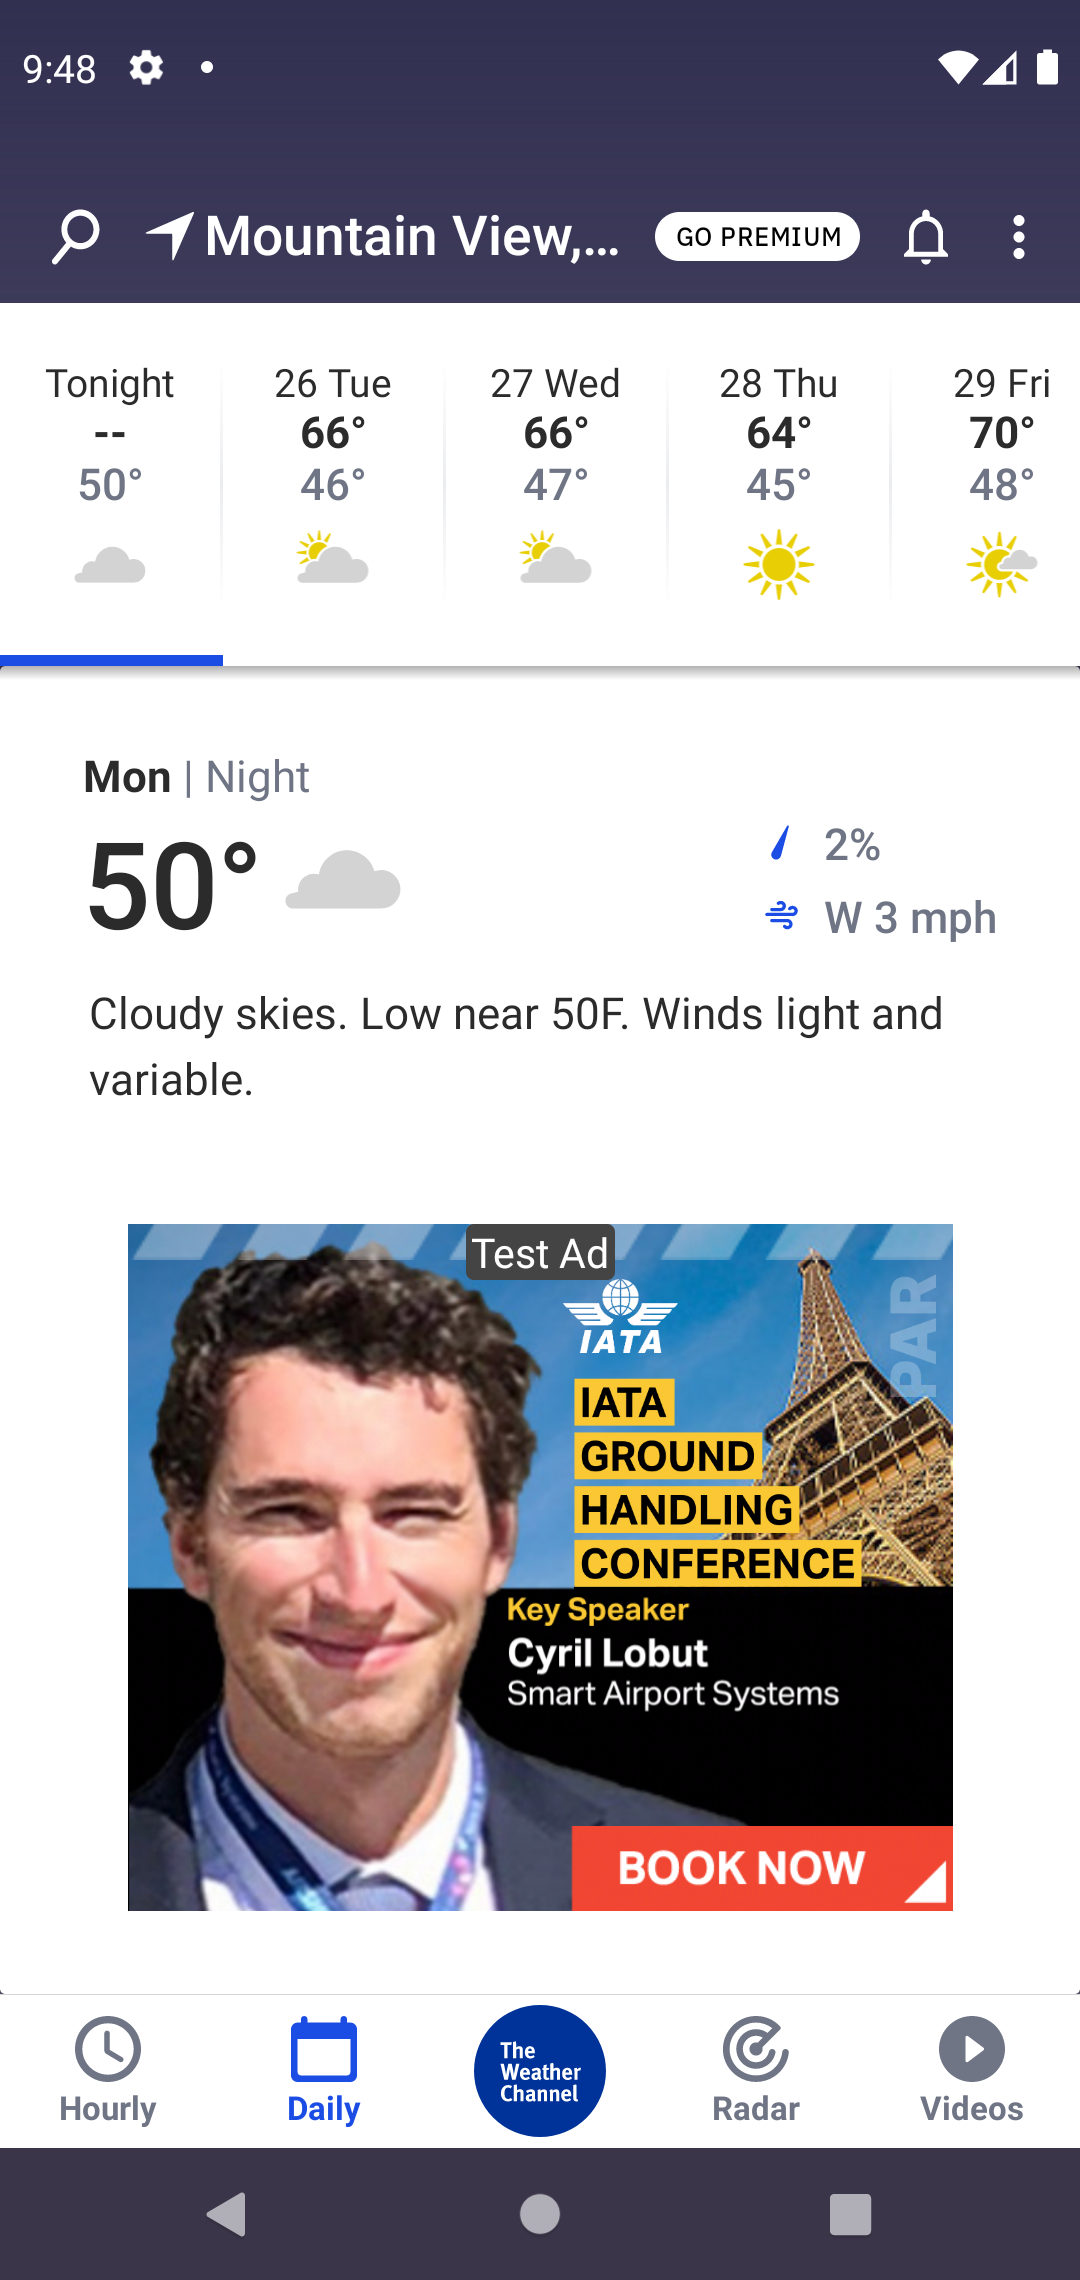 9:48
Mountain View,...
GO PREMIUM
Tonight
--
50°
26 Tue
66°
46°
27 Wed
66°
47°
28 Thu
64°
45°
29 Fri
70°
48°
Mon | Night
50°
2%
W 3 mph
Cloudy skies. Low near 50F. Winds light and
variable.
Test Ad
IATA
PAR
IATA
GROUND
HANDLING
CONFERENCE
Key Speaker
Cyril Lobut
Smart Airport Systems
BOOK NOW
Hourly
Daily
The
Weather
Channel
Radar
Videos